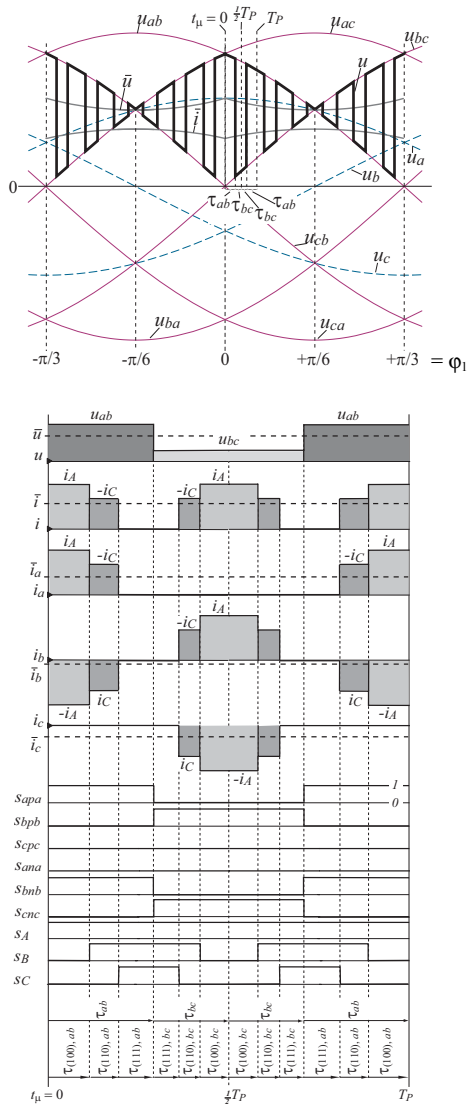 t_μ = 0 ½T_P T_P
u_ab u_ac u_bc
ū u
i̅
u_a
u_b
0
τ_ab τ_bc τ_bc τ_ab
u_cb u_c
u_ba u_ca
-π/3 -π/6 0 +π/6 +π/3 = φ₁
u_ab u_ab
ū u_bc
u
i_A -i_C -i_C i_A -i_C i_A
i̅
i
i_A -i_C -i_C i_A
i̅_a
i_a
-i_C i_A
i_b
i̅_b
-i_A i_C i_C -i_A
i_c
i̅_c
i_C -i_A
s_apa 1
0
s_bpb
s_cpc
s_ana
s_bnb
s_cnc
s_A
s_B
s_C
τ_ab τ_bc τ_bc τ_ab
τ_(100), ab τ_(110), ab τ_(111), ab τ_(111), bc τ_(110), bc τ_(100), bc τ_(100), bc τ_(110), bc τ_(111), bc τ_(111), ab τ_(110), ab τ_(100), ab
t_μ = 0 ½T_P T_P